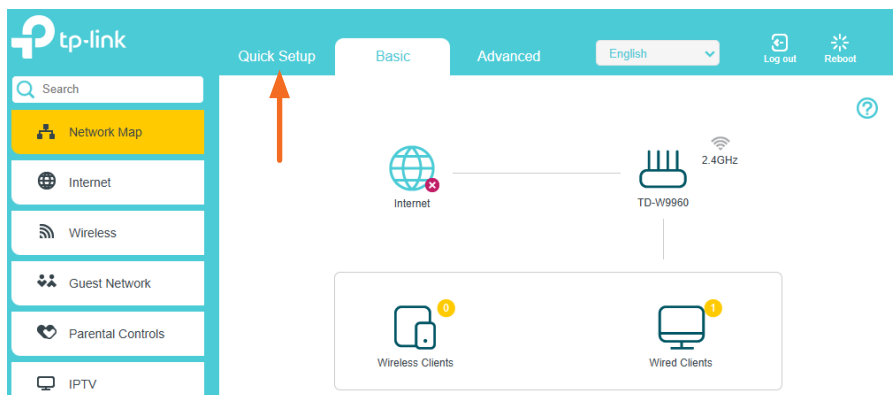 tp-link
Quick Setup
Basic
Advanced
English
Log out
Reboot
Search
Network Map
Internet
Wireless
Guest Network
Parental Controls
IPTV
2.4GHz
Internet
TD-W9960
0
1
Wireless Clients
Wired Clients